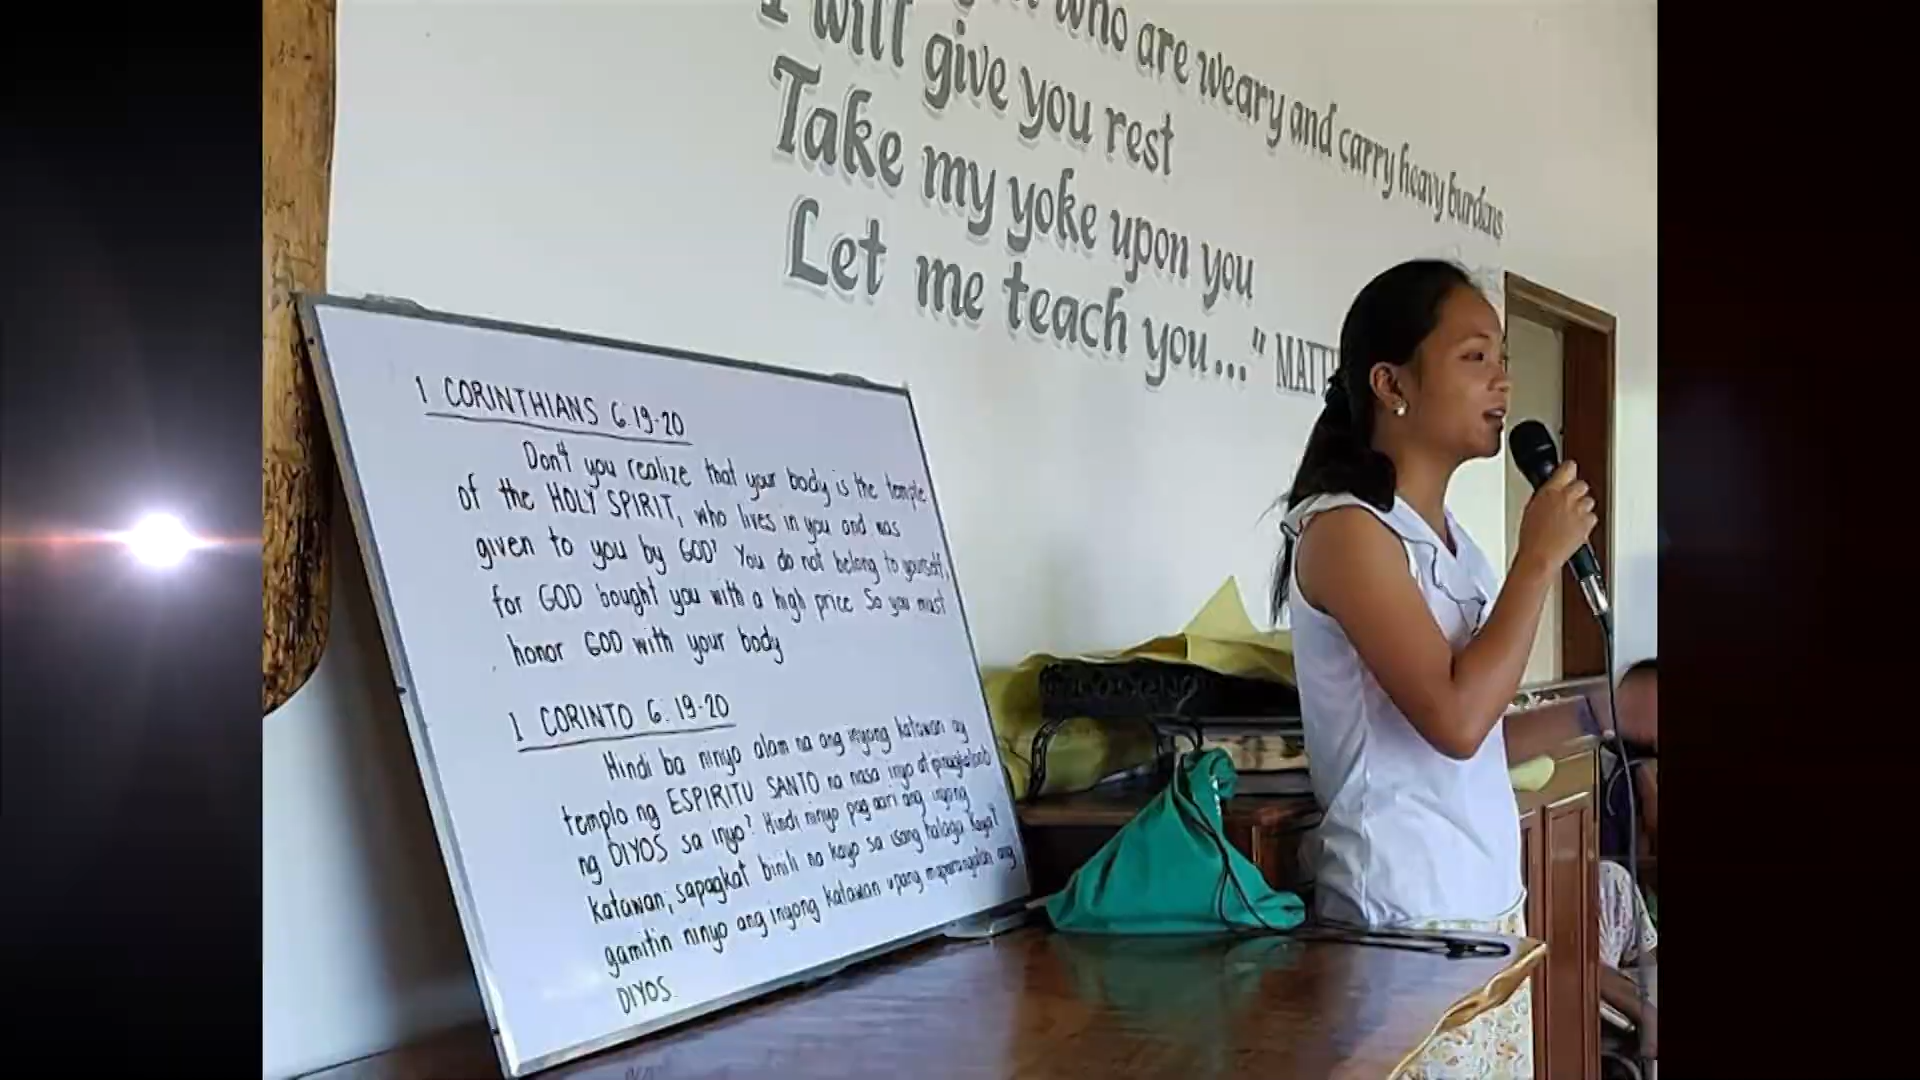 who are weary and carry heavy burdens
I will give you rest
Take my yoke upon you
Let me teach you..." MATT
1 CORINTHIANS 6:19-20
Don't you realize that your body is the temple
of the HOLY SPIRIT, who lives in you and was
given to you by GOD? You do not belong to yourself,
for GOD bought you with a high price So you must
honor GOD with your body
1 CORINTO 6:19-20
Hindi ba ninyo alam na ang inyong katawan ay
templo ng ESPIRITU SANTO na nasa inyo at pinagkaloob
ng DIYOS sa inyo? Hindi ninyo pag aari ang inyong
katawan, sapagkat binili na kayo sa isang halaga kaya't
gamitin ninyo ang inyong katawan upang maparangalan ang
DIYOS.